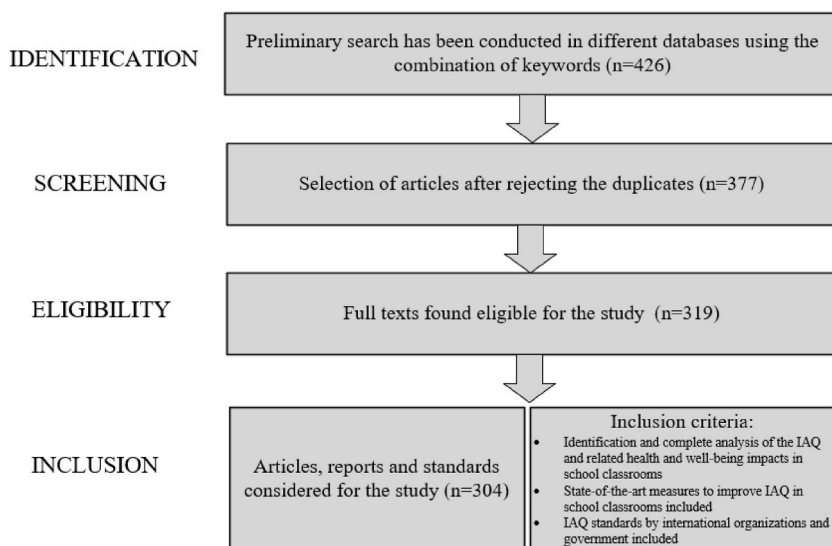 IDENTIFICATION
Preliminary search has been conducted in different databases using the
combination of keywords (n=426)
SCREENING
Selection of articles after rejecting the duplicates (n=377)
ELIGIBILITY
Full texts found eligible for the study (n=319)
INCLUSION
Articles, reports and standards
considered for the study (n=304)
Inclusion criteria:
• Identification and complete analysis of the IAQ
and related health and well-being impacts in
school classrooms
• State-of-the-art measures to improve IAQ in
school classrooms included
• IAQ standards by international organizations and
government included